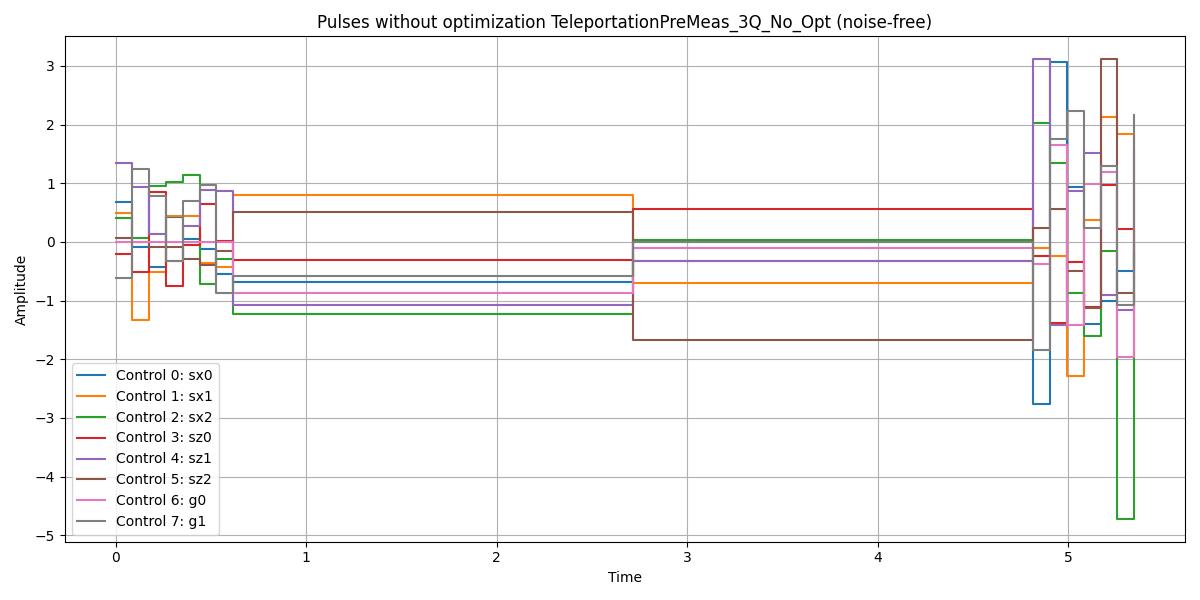 Pulses without optimization TeleportationPreMeas_3Q_No_Opt (noise-free)
Amplitude
3
2
1
0
−1
−2
−3
−4
−5
Control 0: sx0
Control 1: sx1
Control 2: sx2
Control 3: sz0
Control 4: sz1
Control 5: sz2
Control 6: g0
Control 7: g1
0 1 2 3 4 5
Time